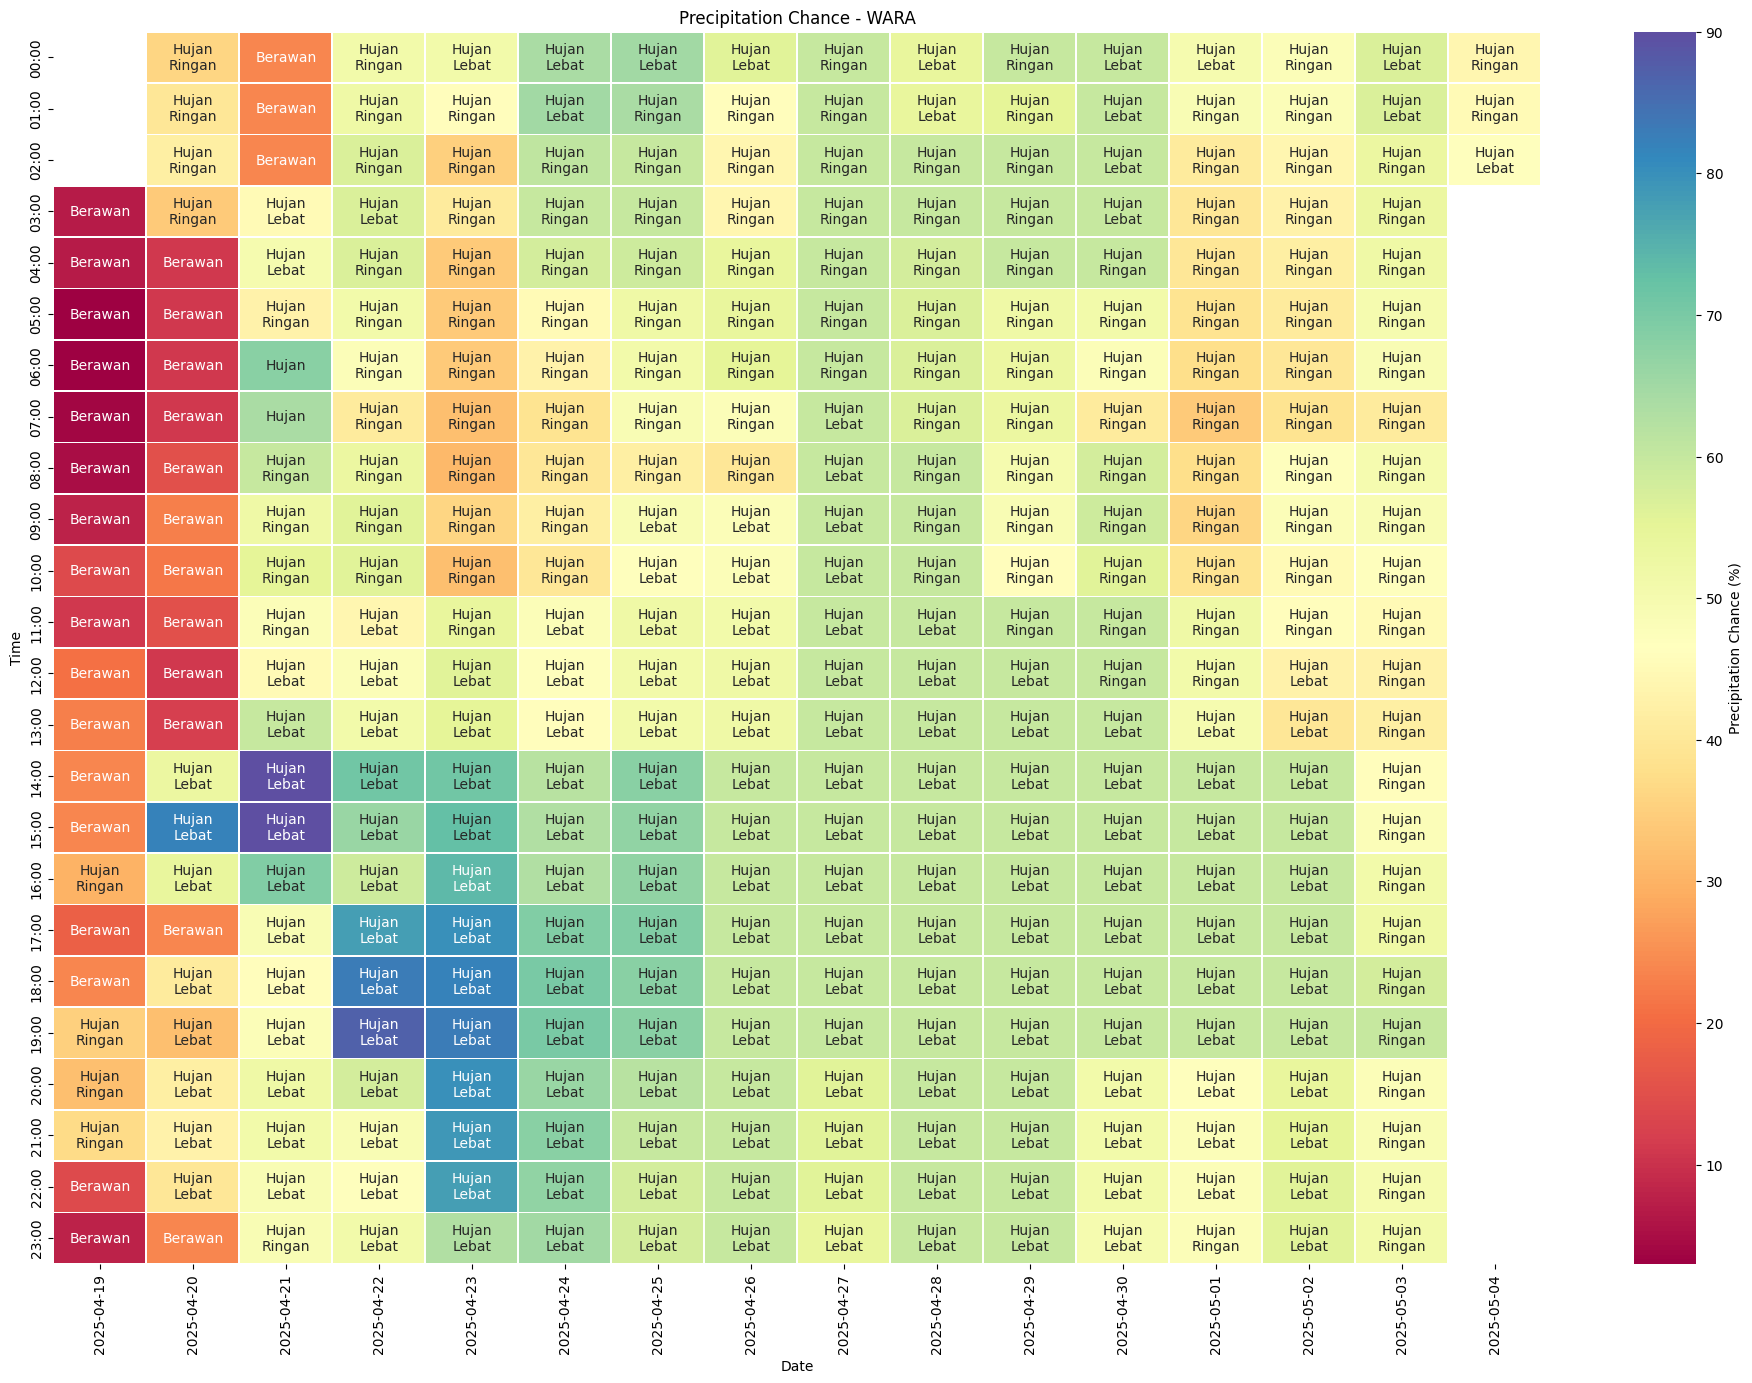 Precipitation Chance - WARA
00:00 Hujan Ringan Berawan Hujan Ringan Hujan Lebat Hujan Lebat Hujan Lebat Hujan Lebat Hujan Ringan Hujan Lebat Hujan Ringan Hujan Lebat Hujan Lebat Hujan Ringan Hujan Lebat Hujan Ringan
01:00 Hujan Ringan Berawan Hujan Ringan Hujan Ringan Hujan Lebat Hujan Ringan Hujan Ringan Hujan Ringan Hujan Lebat Hujan Ringan Hujan Lebat Hujan Ringan Hujan Ringan Hujan Lebat Hujan Ringan
02:00 Hujan Ringan Berawan Hujan Ringan Hujan Ringan Hujan Ringan Hujan Ringan Hujan Ringan Hujan Ringan Hujan Ringan Hujan Ringan Hujan Lebat Hujan Ringan Hujan Ringan Hujan Ringan Hujan Lebat
03:00 Berawan Hujan Ringan Hujan Lebat Hujan Lebat Hujan Ringan Hujan Ringan Hujan Ringan Hujan Ringan Hujan Ringan Hujan Ringan Hujan Ringan Hujan Lebat Hujan Ringan Hujan Ringan Hujan Ringan
04:00 Berawan Berawan Hujan Lebat Hujan Ringan Hujan Ringan Hujan Ringan Hujan Ringan Hujan Ringan Hujan Ringan Hujan Ringan Hujan Ringan Hujan Ringan Hujan Ringan Hujan Ringan Hujan Ringan
05:00 Berawan Berawan Hujan Ringan Hujan Ringan Hujan Ringan Hujan Ringan Hujan Ringan Hujan Ringan Hujan Ringan Hujan Ringan Hujan Ringan Hujan Ringan Hujan Ringan Hujan Ringan Hujan Ringan
06:00 Berawan Berawan Hujan Hujan Ringan Hujan Ringan Hujan Ringan Hujan Ringan Hujan Ringan Hujan Ringan Hujan Ringan Hujan Ringan Hujan Ringan Hujan Ringan Hujan Ringan Hujan Ringan
07:00 Berawan Berawan Hujan Hujan Ringan Hujan Ringan Hujan Ringan Hujan Ringan Hujan Ringan Hujan Lebat Hujan Ringan Hujan Ringan Hujan Ringan Hujan Ringan Hujan Ringan Hujan Ringan
08:00 Berawan Berawan Hujan Ringan Hujan Ringan Hujan Ringan Hujan Ringan Hujan Ringan Hujan Ringan Hujan Lebat Hujan Lebat Hujan Ringan Hujan Ringan Hujan Ringan Hujan Ringan Hujan Ringan
09:00 Berawan Berawan Hujan Ringan Hujan Ringan Hujan Ringan Hujan Ringan Hujan Lebat Hujan Lebat Hujan Lebat Hujan Ringan Hujan Ringan Hujan Ringan Hujan Ringan Hujan Ringan Hujan Ringan
10:00 Berawan Berawan Hujan Ringan Hujan Ringan Hujan Ringan Hujan Ringan Hujan Lebat Hujan Lebat Hujan Lebat Hujan Ringan Hujan Ringan Hujan Ringan Hujan Ringan Hujan Ringan Hujan Ringan
11:00 Berawan Berawan Hujan Ringan Hujan Lebat Hujan Ringan Hujan Lebat Hujan Lebat Hujan Lebat Hujan Lebat Hujan Lebat Hujan Ringan Hujan Ringan Hujan Ringan Hujan Ringan Hujan Ringan
12:00 Berawan Berawan Hujan Lebat Hujan Lebat Hujan Lebat Hujan Lebat Hujan Lebat Hujan Lebat Hujan Lebat Hujan Lebat Hujan Lebat Hujan Ringan Hujan Ringan Hujan Lebat Hujan Ringan
13:00 Berawan Berawan Hujan Lebat Hujan Lebat Hujan Lebat Hujan Lebat Hujan Lebat Hujan Lebat Hujan Lebat Hujan Lebat Hujan Lebat Hujan Lebat Hujan Lebat Hujan Lebat Hujan Ringan
14:00 Berawan Hujan Lebat Hujan Lebat Hujan Lebat Hujan Lebat Hujan Lebat Hujan Lebat Hujan Lebat Hujan Lebat Hujan Lebat Hujan Lebat Hujan Lebat Hujan Lebat Hujan Lebat Hujan Ringan
15:00 Berawan Hujan Lebat Hujan Lebat Hujan Lebat Hujan Lebat Hujan Lebat Hujan Lebat Hujan Lebat Hujan Lebat Hujan Lebat Hujan Lebat Hujan Lebat Hujan Lebat Hujan Lebat Hujan Ringan
16:00 Hujan Ringan Hujan Lebat Hujan Lebat Hujan Lebat Hujan Lebat Hujan Lebat Hujan Lebat Hujan Lebat Hujan Lebat Hujan Lebat Hujan Lebat Hujan Lebat Hujan Lebat Hujan Lebat Hujan Ringan
17:00 Berawan Berawan Hujan Lebat Hujan Lebat Hujan Lebat Hujan Lebat Hujan Lebat Hujan Lebat Hujan Lebat Hujan Lebat Hujan Lebat Hujan Lebat Hujan Lebat Hujan Lebat Hujan Ringan
18:00 Berawan Hujan Lebat Hujan Lebat Hujan Lebat Hujan Lebat Hujan Lebat Hujan Lebat Hujan Lebat Hujan Lebat Hujan Lebat Hujan Lebat Hujan Lebat Hujan Lebat Hujan Lebat Hujan Ringan
19:00 Hujan Ringan Hujan Lebat Hujan Lebat Hujan Lebat Hujan Lebat Hujan Lebat Hujan Lebat Hujan Lebat Hujan Lebat Hujan Lebat Hujan Lebat Hujan Lebat Hujan Lebat Hujan Lebat Hujan Ringan
20:00 Hujan Ringan Hujan Lebat Hujan Lebat Hujan Lebat Hujan Lebat Hujan Lebat Hujan Lebat Hujan Lebat Hujan Lebat Hujan Lebat Hujan Lebat Hujan Lebat Hujan Lebat Hujan Lebat Hujan Ringan
21:00 Hujan Ringan Hujan Lebat Hujan Lebat Hujan Lebat Hujan Lebat Hujan Lebat Hujan Lebat Hujan Lebat Hujan Lebat Hujan Lebat Hujan Lebat Hujan Lebat Hujan Lebat Hujan Lebat Hujan Ringan
22:00 Berawan Hujan Lebat Hujan Lebat Hujan Lebat Hujan Lebat Hujan Lebat Hujan Lebat Hujan Lebat Hujan Lebat Hujan Lebat Hujan Lebat Hujan Lebat Hujan Lebat Hujan Lebat Hujan Ringan
23:00 Berawan Berawan Hujan Ringan Hujan Lebat Hujan Lebat Hujan Lebat Hujan Lebat Hujan Lebat Hujan Lebat Hujan Lebat Hujan Lebat Hujan Lebat Hujan Ringan Hujan Lebat Hujan Ringan
Time
2025-04-19 2025-04-20 2025-04-21 2025-04-22 2025-04-23 2025-04-24 2025-04-25 2025-04-26 2025-04-27 2025-04-28 2025-04-29 2025-04-30 2025-05-01 2025-05-02 2025-05-03 2025-05-04
Date
90
80
70
60
50
40
30
20
10
Precipitation Chance (%)